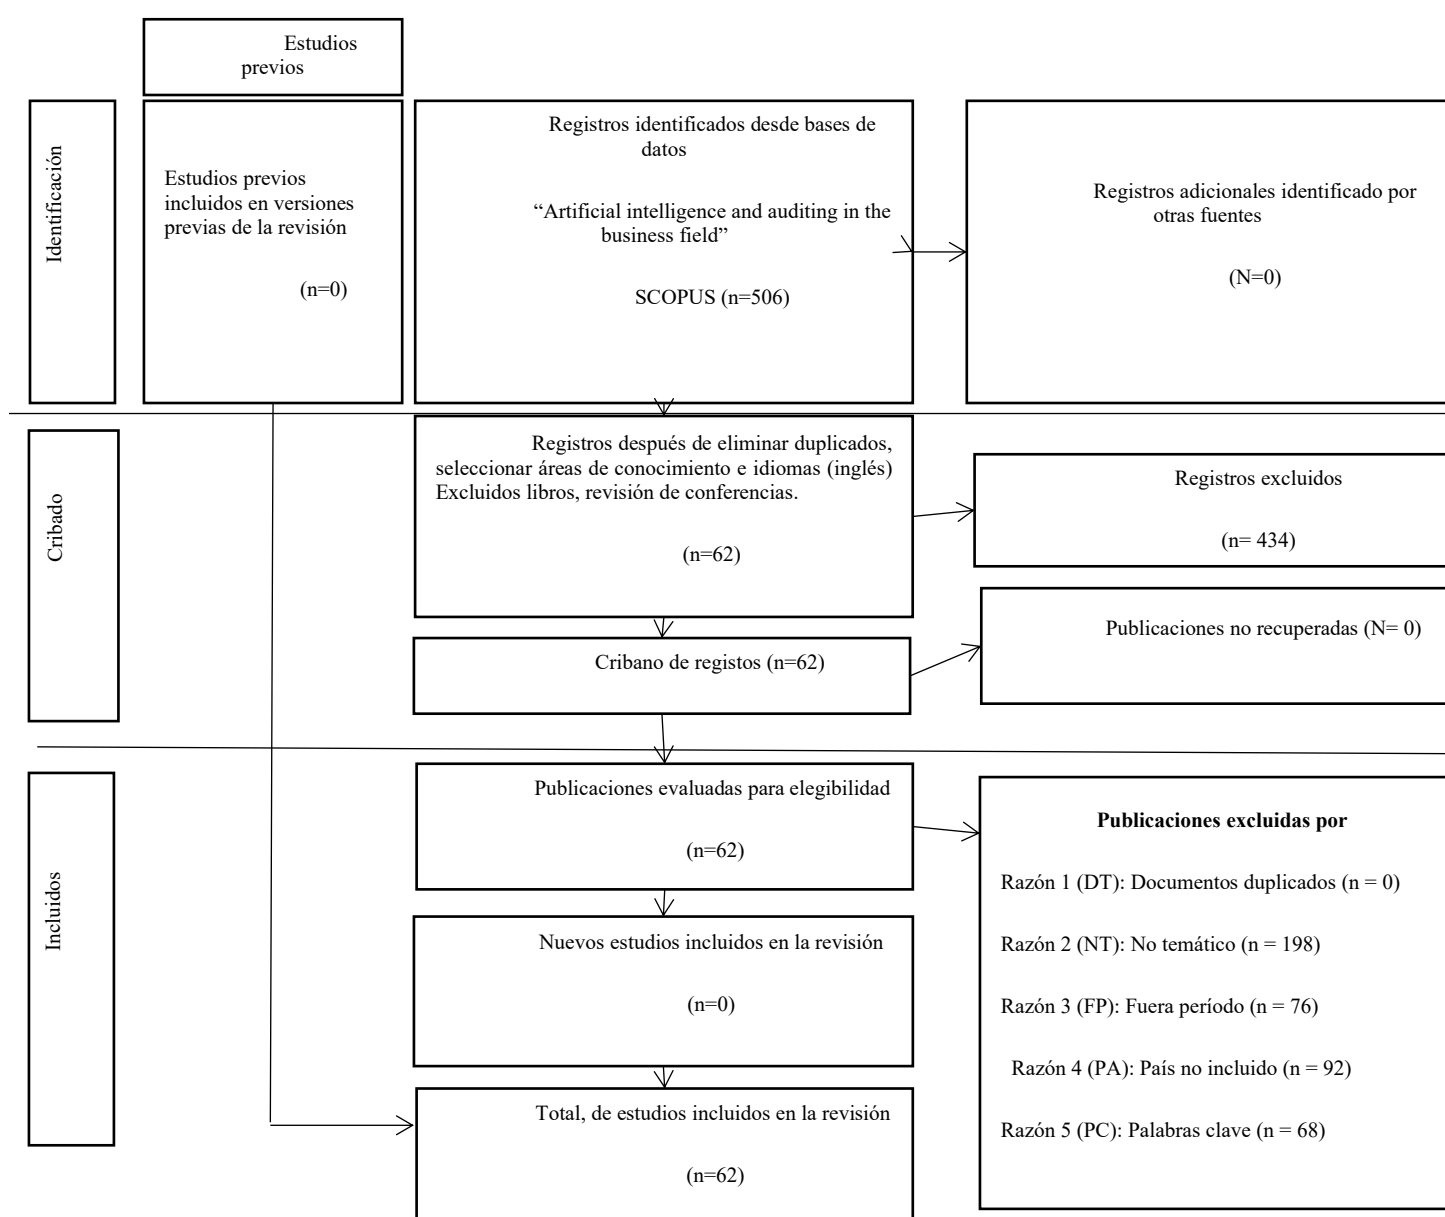 Estudios
previos
Identificación
Estudios previos
incluidos en versiones
previas de la revisión
(n=0)
Registros identificados desde bases de
datos
“Artificial intelligence and auditing in the
business field”
SCOPUS (n=506)
Registros adicionales identificado por
otras fuentes
(N=0)
Cribado
Registros después de eliminar duplicados,
seleccionar áreas de conocimiento e idiomas (inglés)
Excluidos libros, revisión de conferencias.
(n=62)
Registros excluidos
(n= 434)
Cribano de registos (n=62)
Publicaciones no recuperadas (N= 0)
Incluidos
Publicaciones evaluadas para elegibilidad
(n=62)
Publicaciones excluidas por
Razón 1 (DT): Documentos duplicados (n = 0)
Razón 2 (NT): No temático (n = 198)
Razón 3 (FP): Fuera período (n = 76)
Razón 4 (PA): País no incluido (n = 92)
Razón 5 (PC): Palabras clave (n = 68)
Nuevos estudios incluidos en la revisión
(n=0)
Total, de estudios incluidos en la revisión
(n=62)